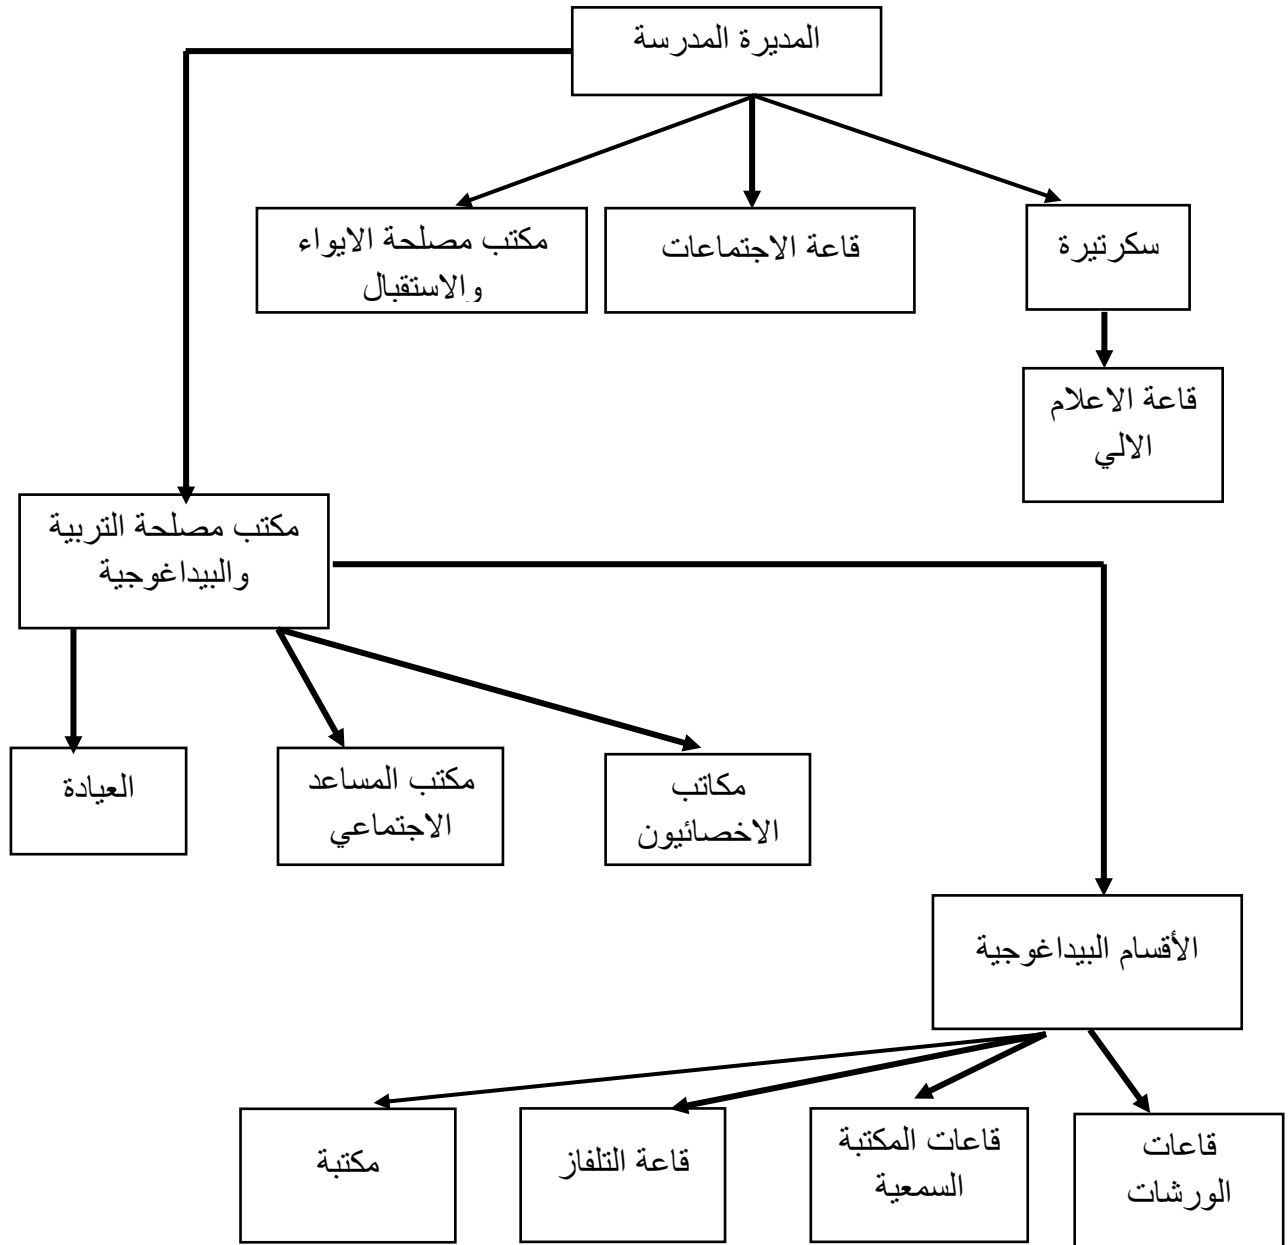 المديرة المدرسة
سكرتيرة
قاعة الاجتماعات
مكتب مصلحة الايواء
والاستقبال
قاعة الاعلام
الالي
مكتب مصلحة التربية
والبيداغوجية
مكاتب
الاخصائيون
مكتب المساعد
الاجتماعي
العيادة
الأقسام البيداغوجية
قاعات
الورشات
قاعات المكتبة
السمعية
قاعة التلفاز
مكتبة